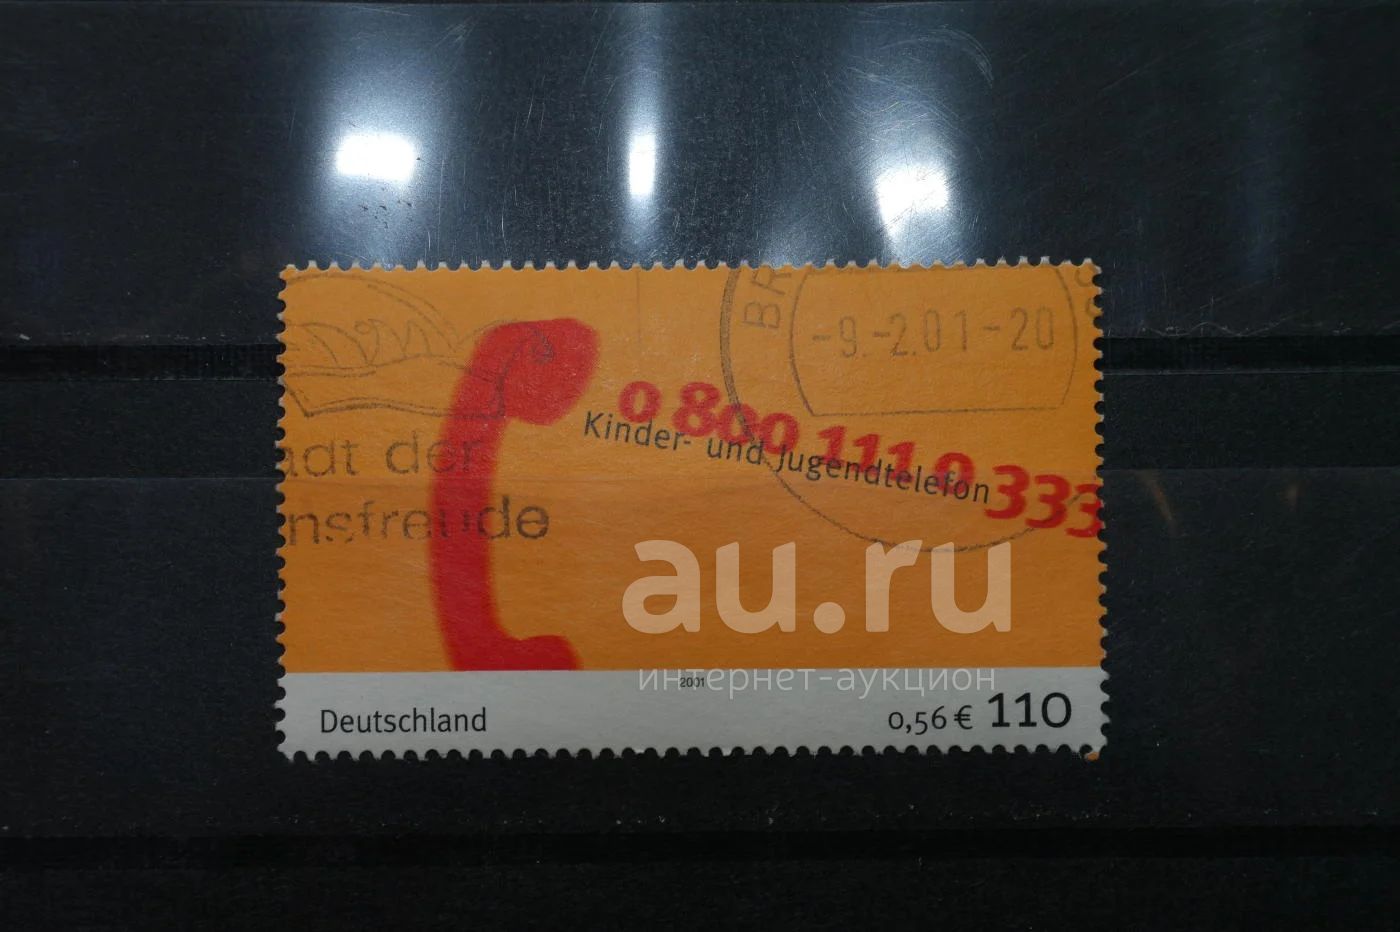 -9.-2.01-20
0 800 111 0 333
Kinder- und Jugendtelefon
adt der
nsfreude
au.ru
интернет-аукцион
2001
Deutschland
0,56 € 110